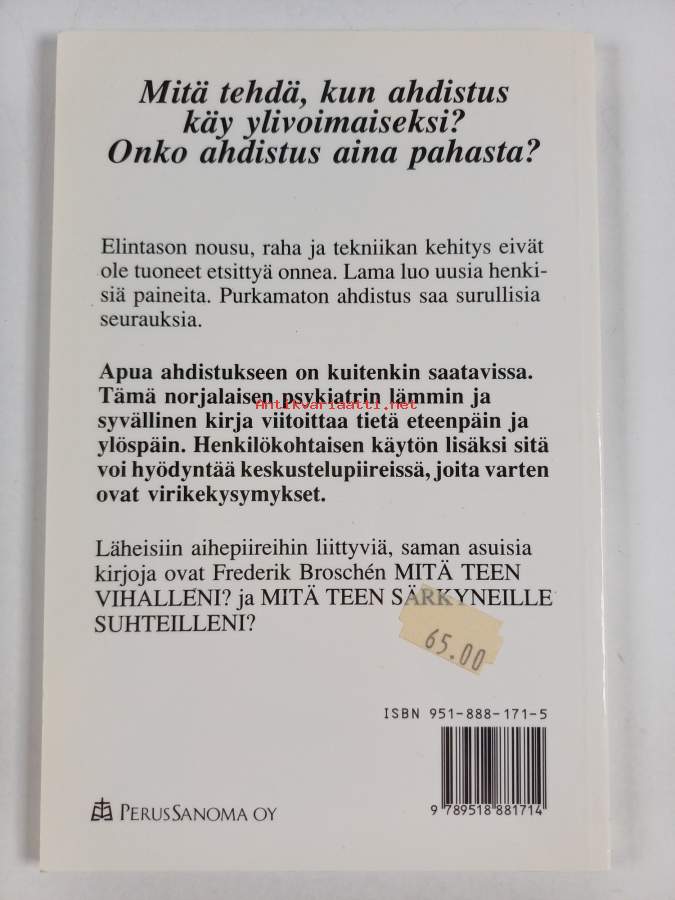 Mitä tehdä, kun ahdistus
käy ylivoimaiseksi?
Onko ahdistus aina pahasta?
Elintason nousu, raha ja tekniikan kehitys eivät
ole tuoneet etsittyä onnea. Lama luo uusia henki-
siä paineita. Purkamaton ahdistus saa surullisia
seurauksia.
Apua ahdistukseen on kuitenkin saatavissa.
Tämä norjalaisen psykiatrin lämmin ja
Antikvariaatti.net
syvällinen kirja viitoittaa tietä eteenpäin ja
ylöspäin. Henkilökohtaisen käytön lisäksi sitä
voi hyödyntää keskustelupiireissä, joita varten
ovat virikekysymykset.
Läheisiin aihepiireihin liittyviä, saman asuisia
kirjoja ovat Frederik Broschén MITÄ TEEN
VIHALLENI? ja MITÄ TEEN SÄRKYNEILLE
SUHTEILLENI?
65.00
ISBN 951-888-171-5
9 789518 881714
PERUSSANOMA OY